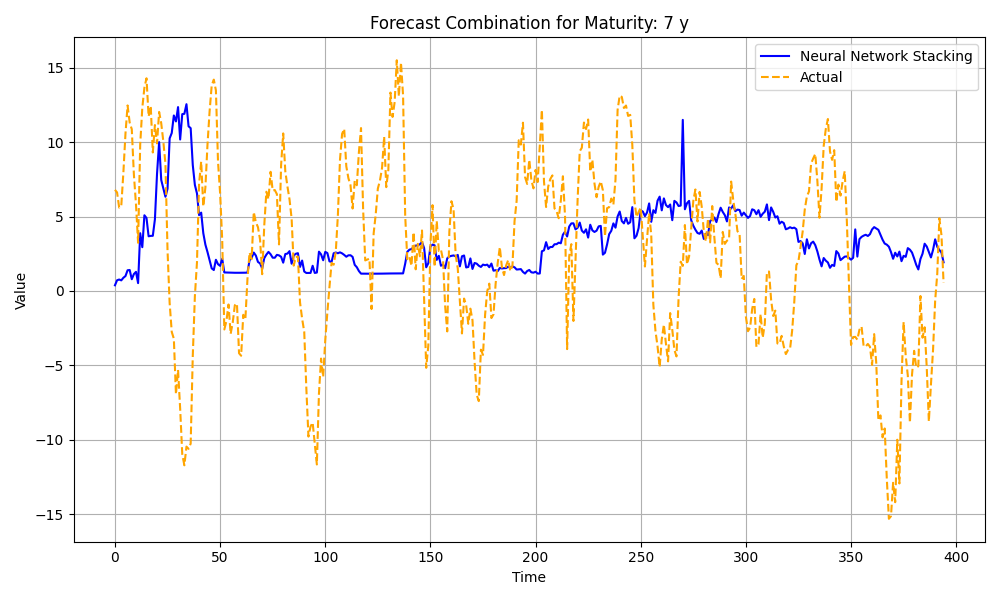 Forecast Combination for Maturity: 7 y
Neural Network Stacking
Actual
Value
15
10
5
0
−5
−10
−15
0 50 100 150 200 250 300 350 400
Time